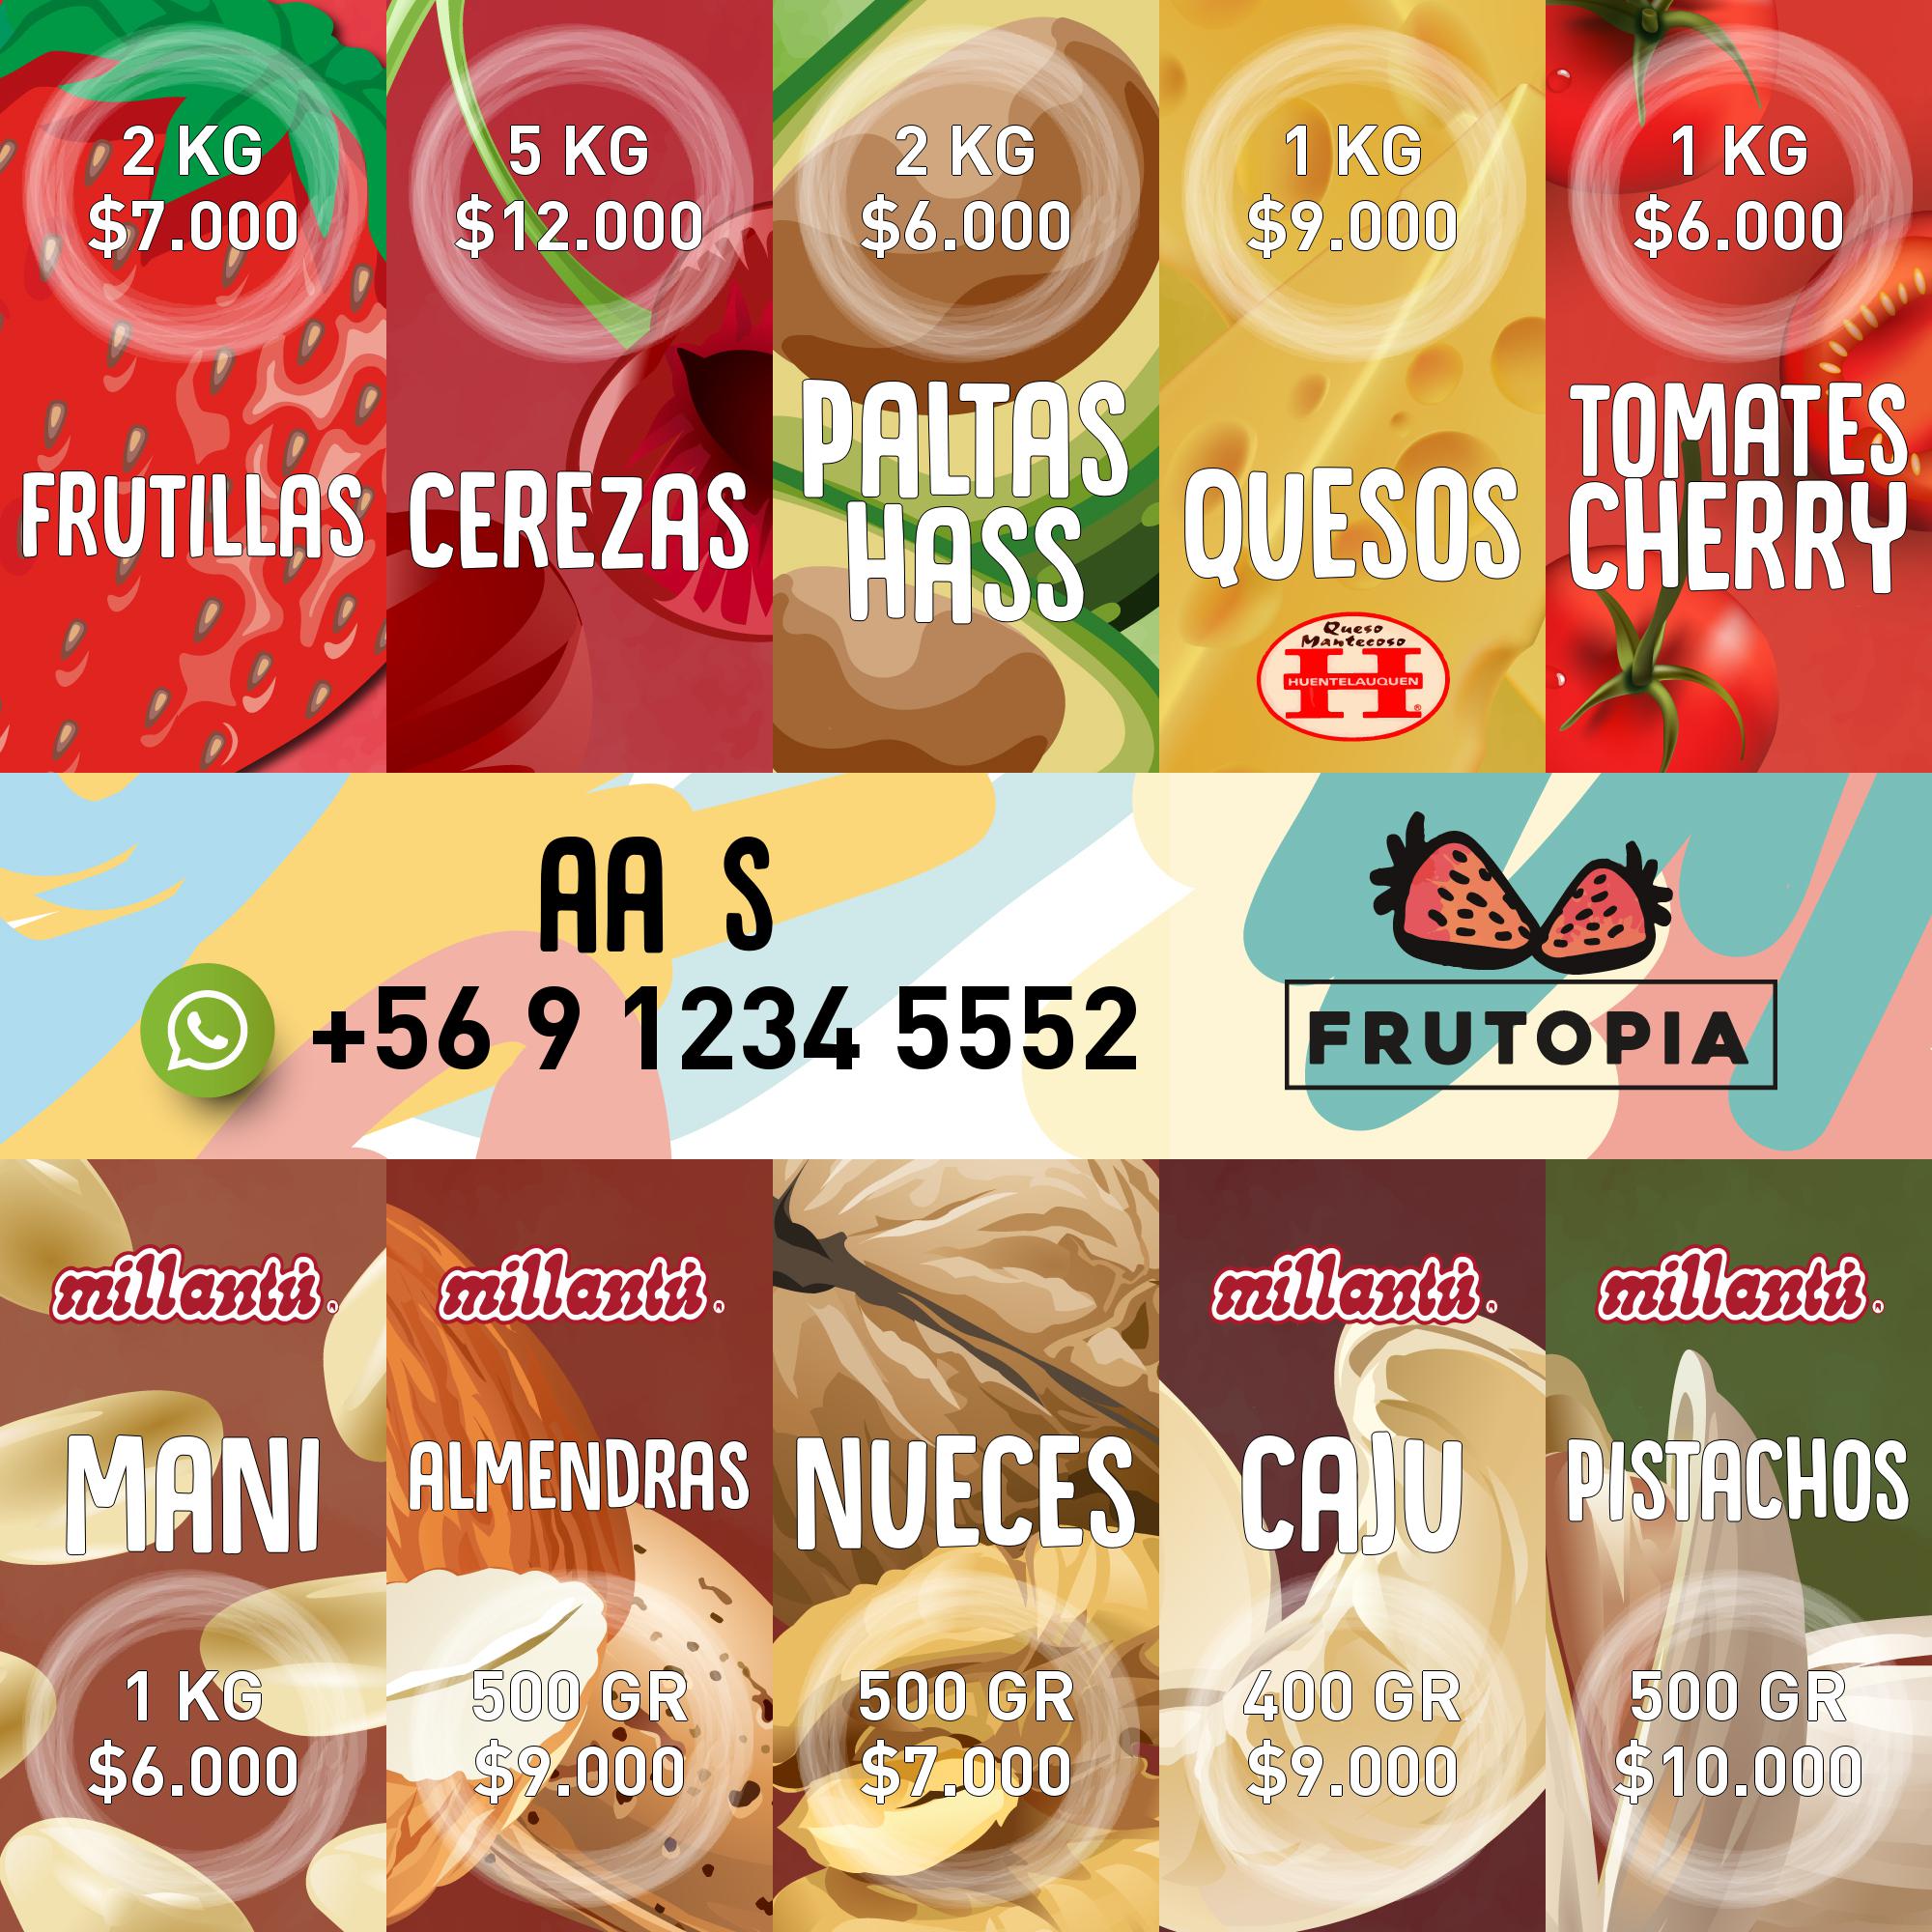 2 KG
$7.000
FRUTILLAS
5 KG
$12.000
CEREZAS
2 KG
$6.000
PALTAS
HASS
1 KG
$9.000
QUESOS
Queso
Mantecoso
H
HUENTELAUQUEN
®
1 KG
$6.000
TOMATES
CHERRY
AA S
+56 9 1234 5552
FRUTOPIA
millantú®
MANI
1 KG
$6.000
millantú®
ALMENDRAS
500 GR
$9.000
NUECES
500 GR
$7.000
millantú®
CAJU
400 GR
$9.000
millantú®
PISTACHOS
500 GR
$10.000